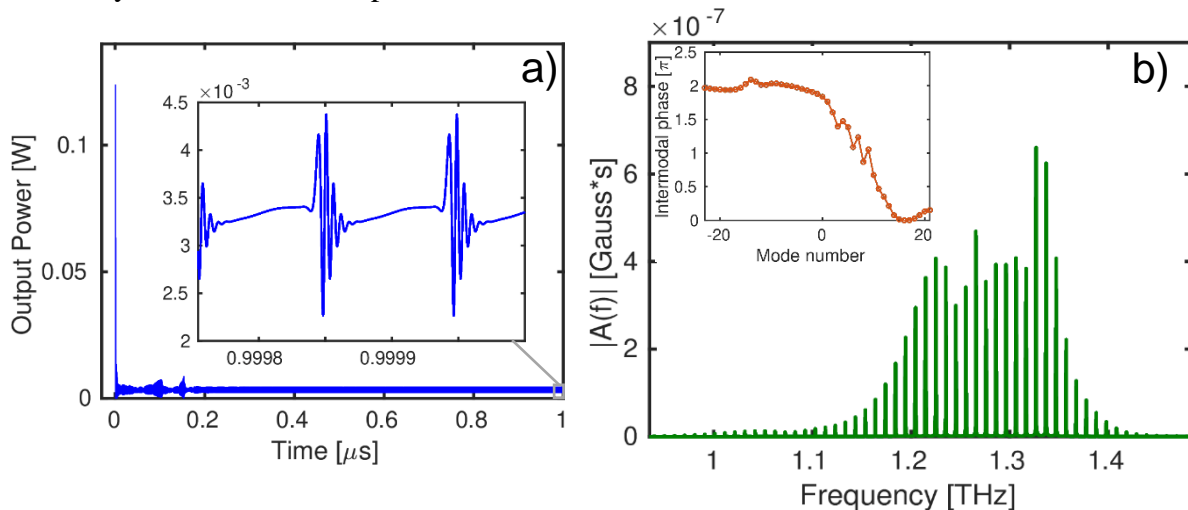 a)
Output Power [W]
0.1
0.05
0
× 10 -3
4.5
4
3.5
3
2.5
2
0.9998 0.9999
0 0.2 0.4 0.6 0.8 1
Time [μs]
b)
× 10 -7
|A(f)| [Gauss*s]
8
6
4
2
0
Intermodal phase [π]
2.5
2
1.5
1
0.5
0
-20 0 20
Mode number
1 1.1 1.2 1.3 1.4
Frequency [THz]